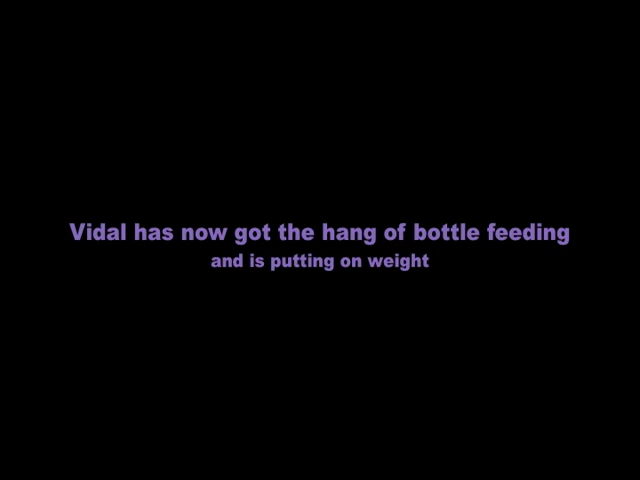 Vidal has now got the hang of bottle feeding
and is putting on weight